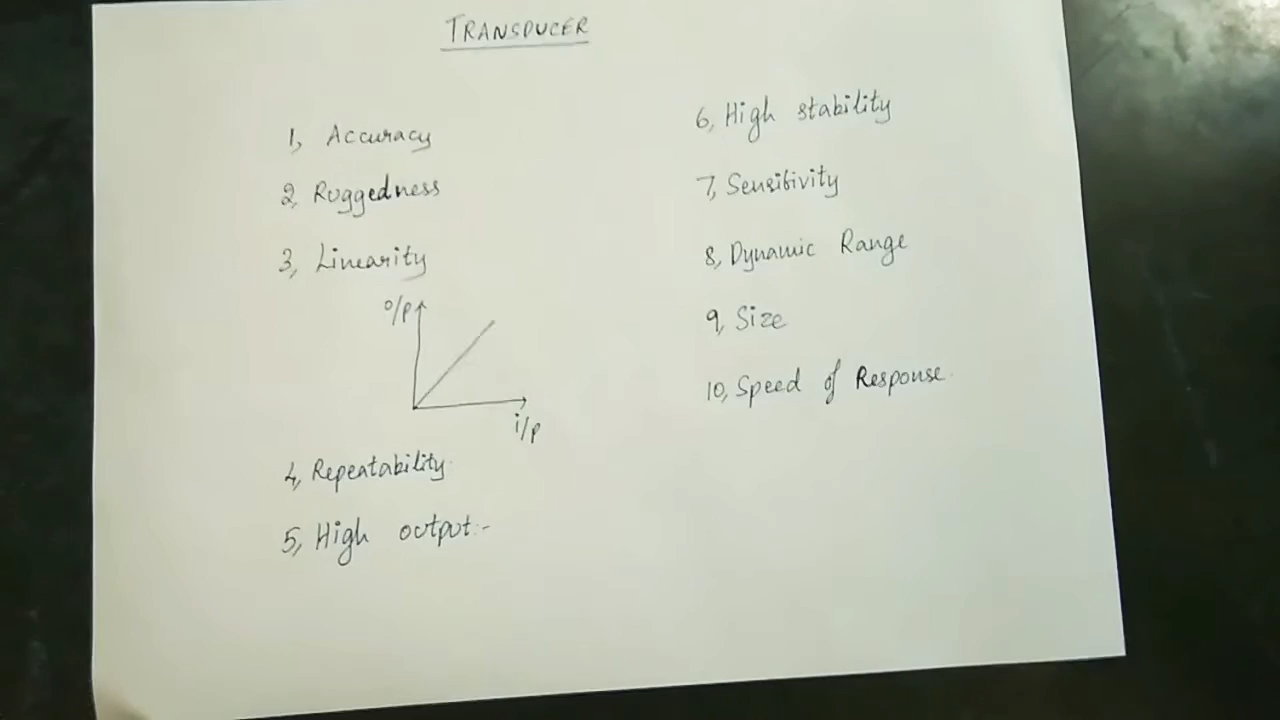 TRANSDUCER
1, Accuracy
2, Ruggedness
3, Linearity
o/p
i/p
4, Repeatability
5, High output:-
6, High stability
7, Sensitivity
8, Dynamic Range
9, Size
10, Speed of Response.